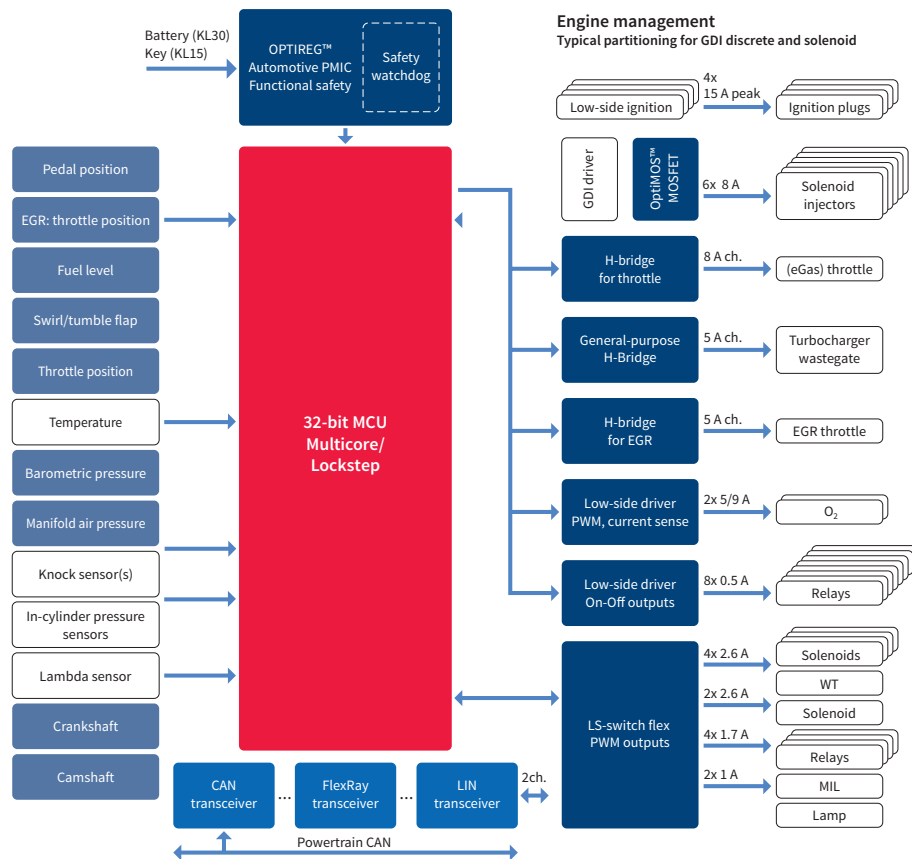 Engine management
Typical partitioning for GDI discrete and solenoid
Battery (KL30)
Key (KL15)
OPTIREG™
Automotive PMIC
Functional safety
Safety
watchdog
Pedal position
EGR: throttle position
Fuel level
Swirl/tumble flap
Throttle position
Temperature
Barometric pressure
Manifold air pressure
Knock sensor(s)
In-cylinder pressure
sensors
Lambda sensor
Crankshaft
Camshaft
32-bit MCU
Multicore/
Lockstep
Low-side ignition
4x
15 A peak
Ignition plugs
GDI driver
OptiMOS™
MOSFET
6x 8 A
Solenoid
injectors
H-bridge
for throttle
8 A ch.
(eGas) throttle
General-purpose
H-Bridge
5 A ch.
Turbocharger
wastegate
H-bridge
for EGR
5 A ch.
EGR throttle
Low-side driver
PWM, current sense
2x 5/9 A
O₂
Low-side driver
On-Off outputs
8x 0.5 A
Relays
LS-switch flex
PWM outputs
4x 2.6 A
Solenoids
WT
2x 2.6 A
Solenoid
4x 1.7 A
Relays
2x 1 A
MIL
Lamp
CAN
transceiver
...
FlexRay
transceiver
...
LIN
transceiver
2ch.
Powertrain CAN